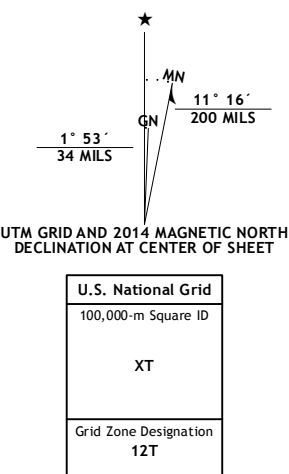 MN
11° 16´
200 MILS
GN
1° 53´
34 MILS
UTM GRID AND 2014 MAGNETIC NORTH
DECLINATION AT CENTER OF SHEET
U.S. National Grid
100,000-m Square ID
XT
Grid Zone Designation
12T